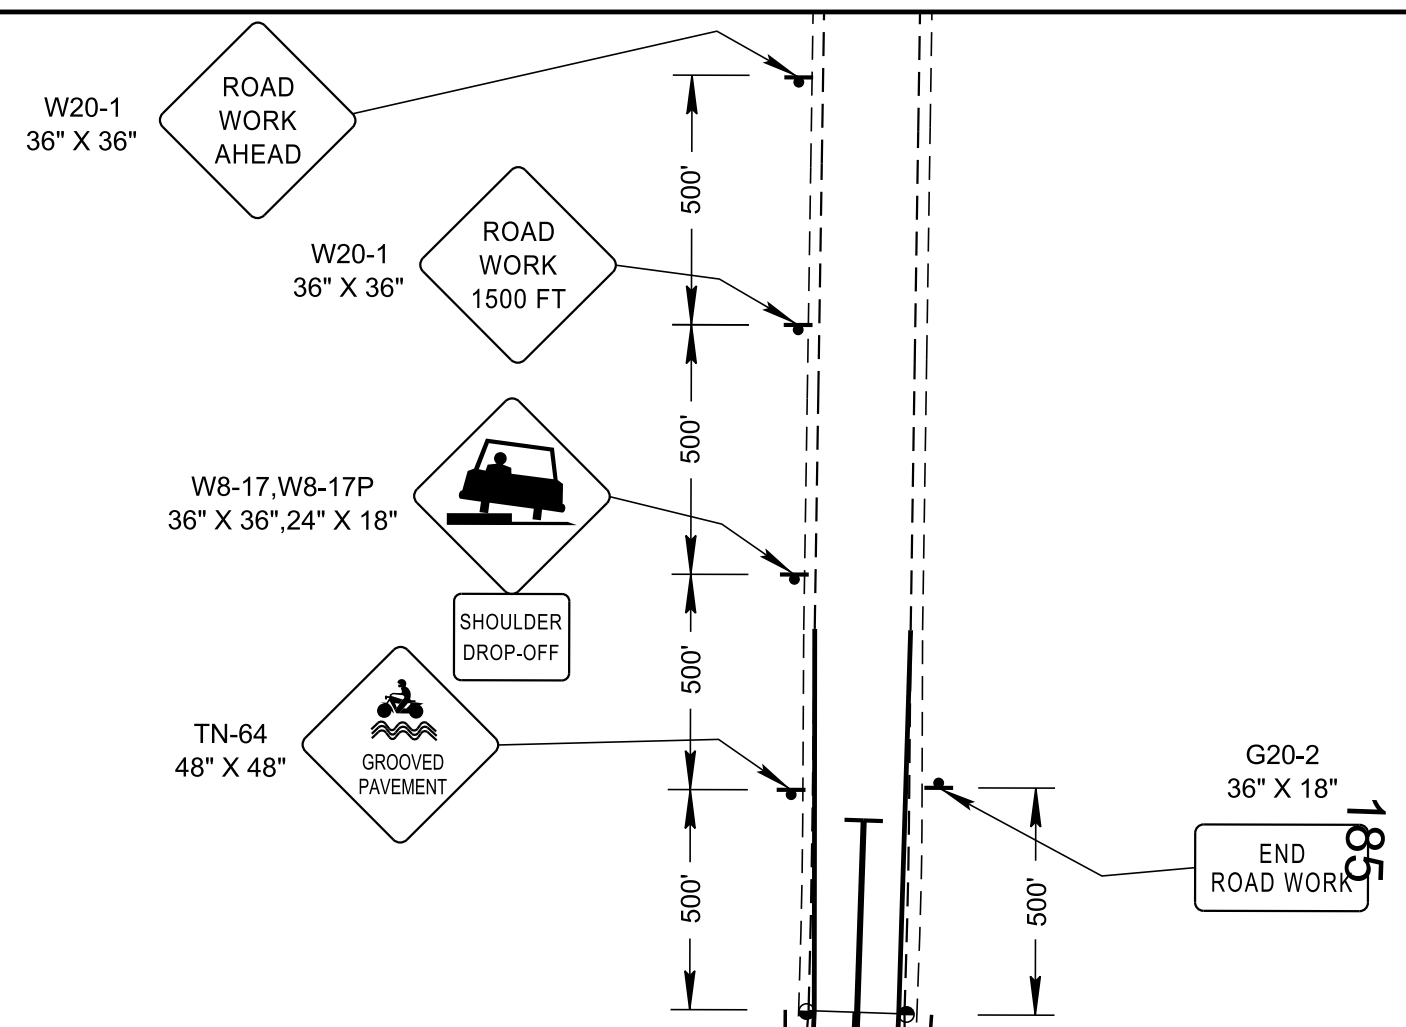 W20-1
36" X 36"
ROAD
WORK
AHEAD
500'
W20-1
36" X 36"
ROAD
WORK
1500 FT
500'
W8-17,W8-17P
36" X 36",24" X 18"
SHOULDER
DROP-OFF
500'
TN-64
48" X 48"
GROOVED
PAVEMENT
500'
G20-2
36" X 18"
END
ROAD WORK
185
500'